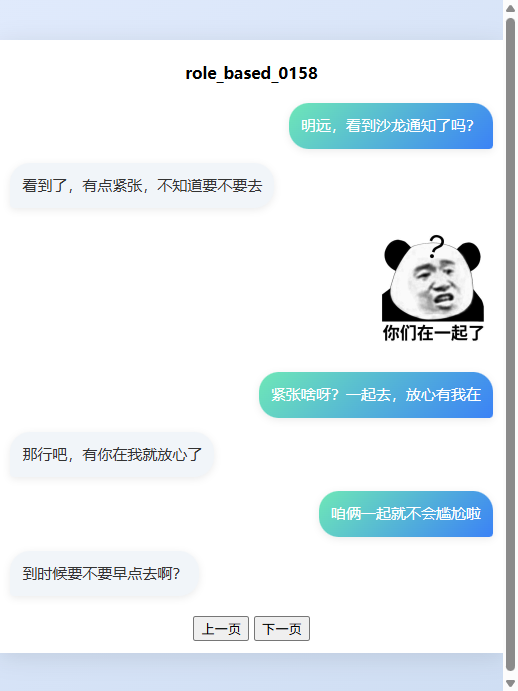 role_based_0158
明远，看到沙龙通知了吗？
看到了，有点紧张，不知道要不要去
?
你们在一起了
紧张啥呀？一起去，放心有我在
那行吧，有你在我就放心了
咱俩一起就不会尴尬啦
到时候要不要早点去啊？
上一页 下一页